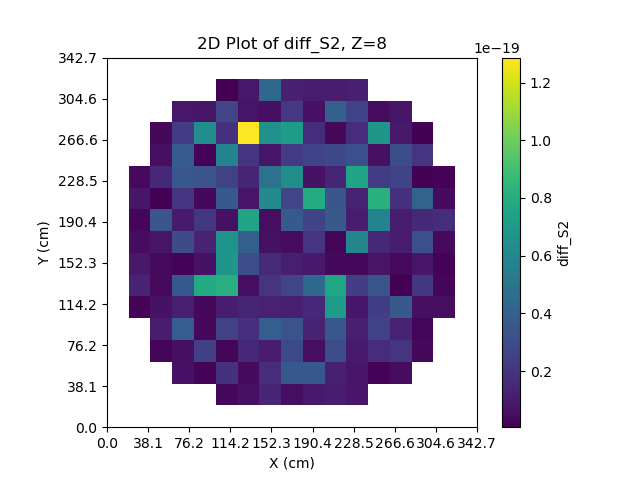 2D Plot of diff_S2, Z=8
1e−19
342.7
304.6
266.6
228.5
190.4
152.3
114.2
76.2
38.1
0.0
Y (cm)
0.0 38.1 76.2 114.2 152.3 190.4 228.5 266.6 304.6 342.7
X (cm)
1.2
1.0
0.8
0.6
0.4
0.2
diff_S2